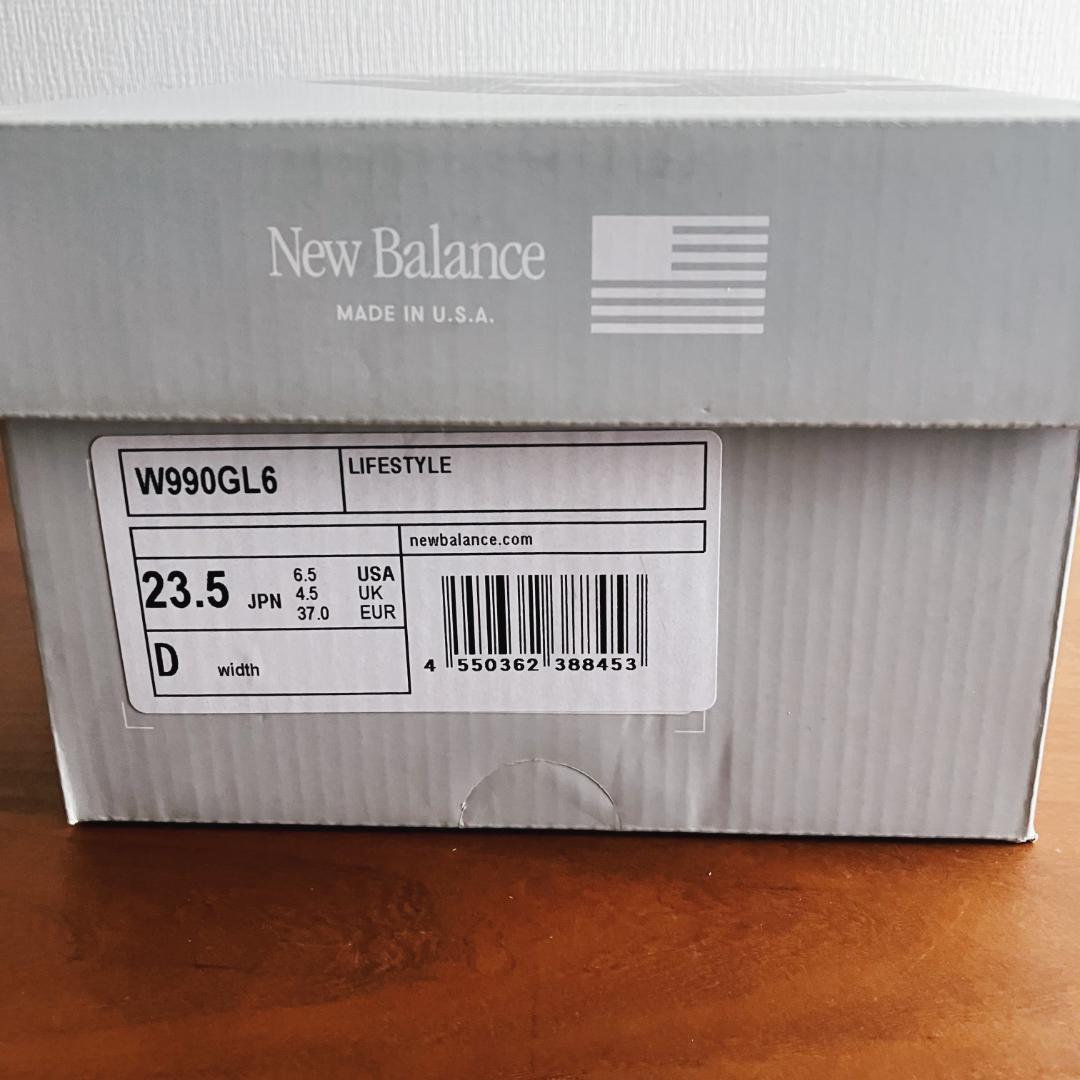 New Balance
MADE IN U.S.A.
W990GL6
LIFESTYLE
newbalance.com
23.5 JPN
6.5 USA
4.5 UK
37.0 EUR
D width
4 550362 388453